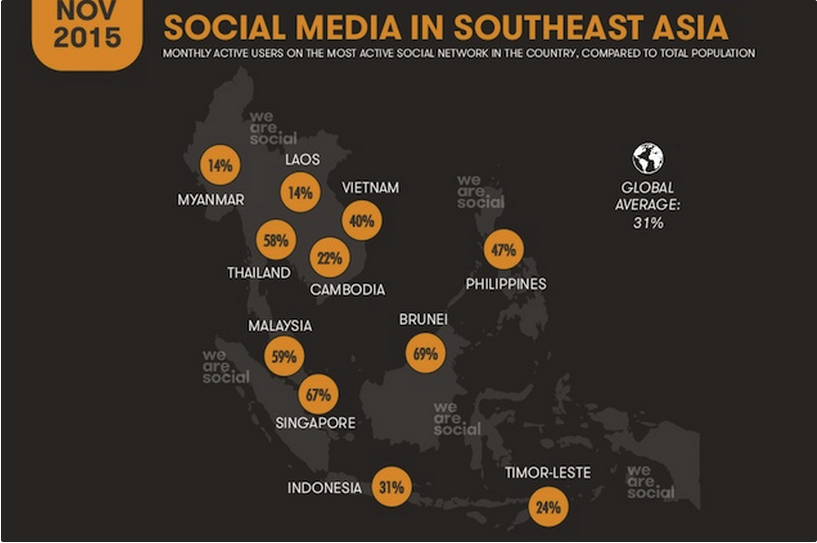 NOV
2015
SOCIAL MEDIA IN SOUTHEAST ASIA
MONTHLY ACTIVE USERS ON THE MOST ACTIVE SOCIAL NETWORK IN THE COUNTRY, COMPARED TO TOTAL POPULATION
we
are
social
14%
MYANMAR
LAOS
14%
VIETNAM
40%
58%
THAILAND
22%
CAMBODIA
we
are
social
47%
PHILIPPINES
GLOBAL
AVERAGE:
31%
MALAYSIA
59%
we
are
social
67%
SINGAPORE
BRUNEI
69%
we
are
social
INDONESIA 31%
TIMOR-LESTE
24%
we
are
social